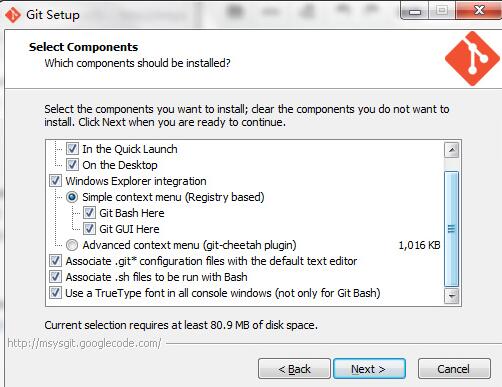 Git Setup
Select Components
Which components should be installed?
Select the components you want to install; clear the components you do not want to
install. Click Next when you are ready to continue.
In the Quick Launch
On the Desktop
Windows Explorer integration
Simple context menu (Registry based)
Git Bash Here
Git GUI Here
Advanced context menu (git-cheetah plugin) 1,016 KB
Associate .git* configuration files with the default text editor
Associate .sh files to be run with Bash
Use a TrueType font in all console windows (not only for Git Bash)
Current selection requires at least 80.9 MB of disk space.
http://msysgit.googlecode.com/
< Back Next > Cancel